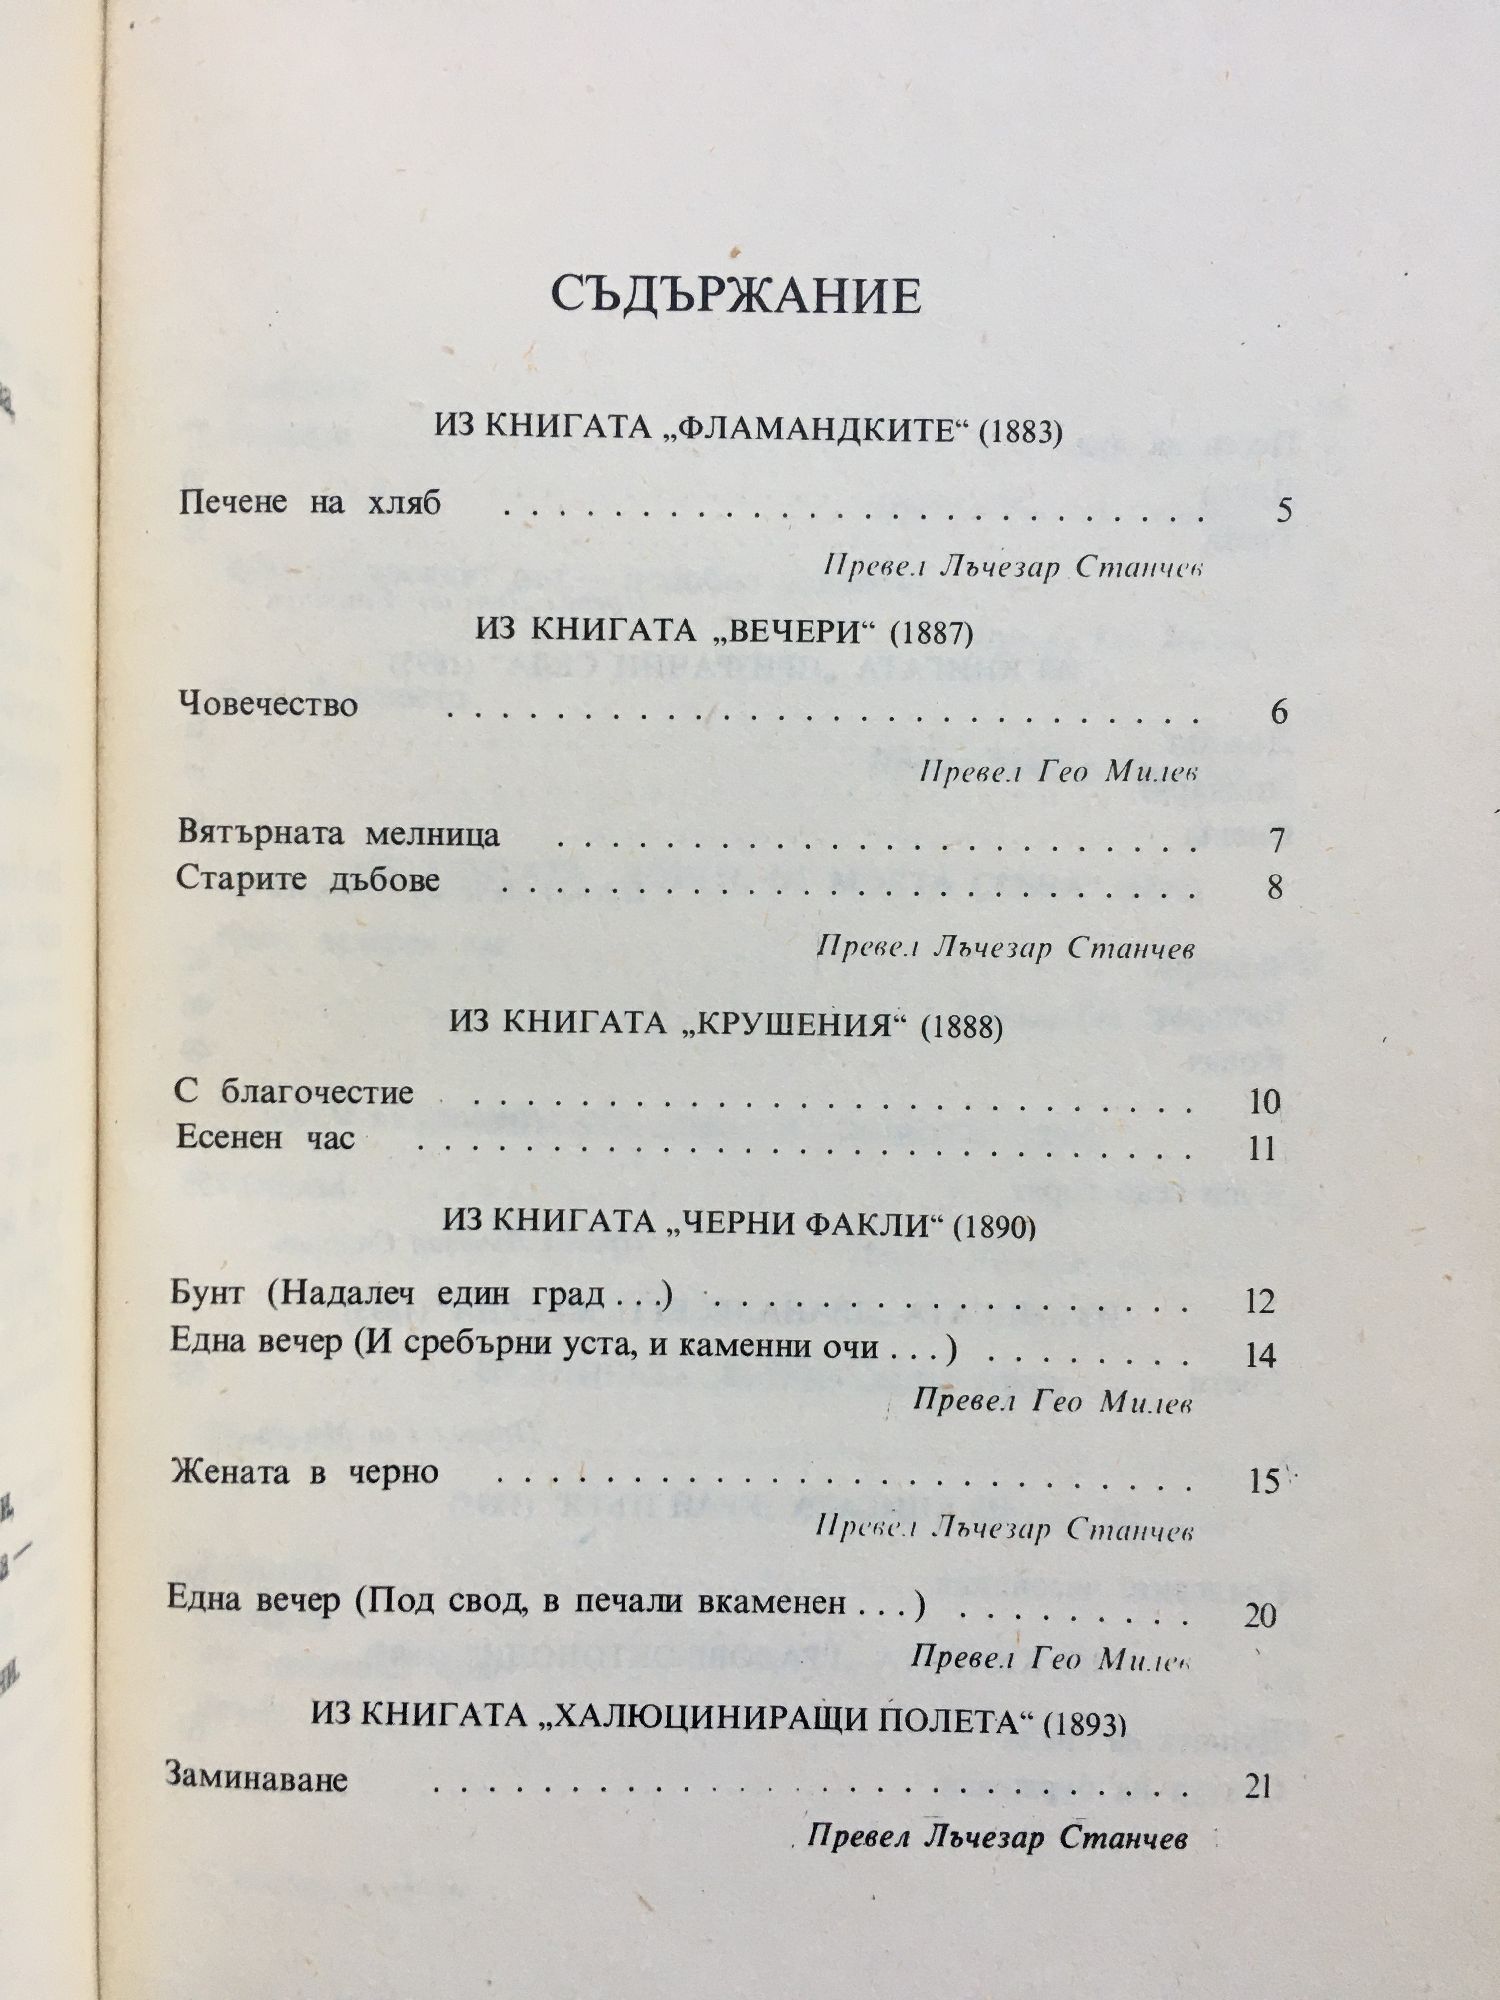 СЪДЪРЖАНИЕ
ИЗ КНИГАТА „ФЛАМАНДКИТЕ“ (1883)
Печене на хляб . . . . . . . . . . . . . . . . . . . . . . . . . . 5
Превел Лъчезар Станчев
ИЗ КНИГАТА „ВЕЧЕРИ“ (1887)
Човечество . . . . . . . . . . . . . . . . . . . . . . . . . . . . 6
Превел Гео Милев
Вятърната мелница . . . . . . . . . . . . . . . . . . . . . . . . 7
Старите дъбове . . . . . . . . . . . . . . . . . . . . . . . . . . 8
Превел Лъчезар Станчев
ИЗ КНИГАТА „КРУШЕНИЯ“ (1888)
С благочестие . . . . . . . . . . . . . . . . . . . . . . . . . . . 10
Есенен час . . . . . . . . . . . . . . . . . . . . . . . . . . . . . 11
ИЗ КНИГАТА „ЧЕРНИ ФАКЛИ“ (1890)
Бунт (Надалеч един град . . .) . . . . . . . . . . . . . . . . . . 12
Една вечер (И сребърни уста, и каменни очи . . .) . . . . . . . . 14
Превел Гео Милев
Жената в черно . . . . . . . . . . . . . . . . . . . . . . . . . . 15
Превел Лъчезар Станчев
Една вечер (Под свод, в печали вкаменен . . .) . . . . . . . . . 20
Превел Гео Милев
ИЗ КНИГАТА „ХАЛЮЦИНИРАЩИ ПОЛЕТА“ (1893)
Заминаване . . . . . . . . . . . . . . . . . . . . . . . . . . . . 21
Превел Лъчезар Станчев